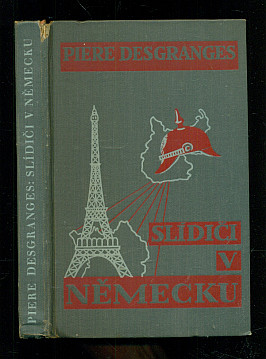 PIERE DESGRANGES: SLÍDIČI V NĚMECKU
PIERE DESGRANGES
SLÍDIČI
V
NĚMECKU